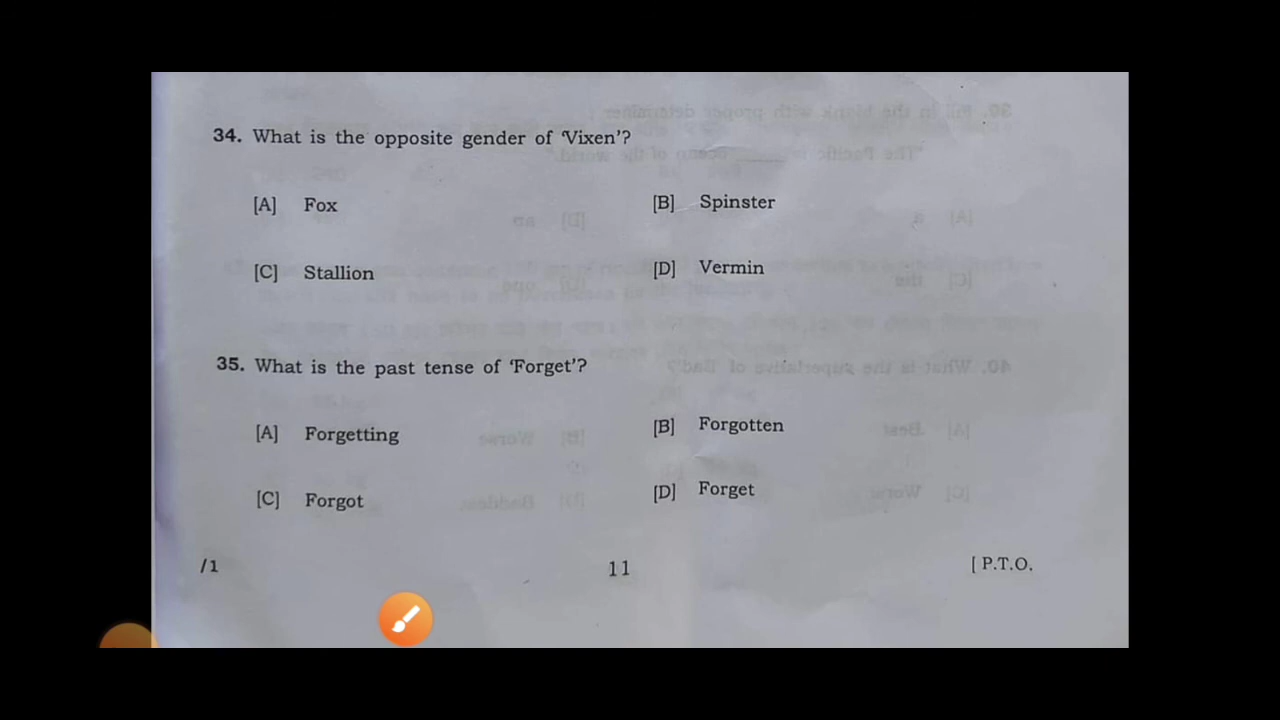 34. What is the opposite gender of 'Vixen'?
[A] Fox
[B] Spinster
[C] Stallion
[D] Vermin
35. What is the past tense of 'Forget'?
[A] Forgetting
[B] Forgotten
[C] Forgot
[D] Forget
/1 11 [ P.T.O.